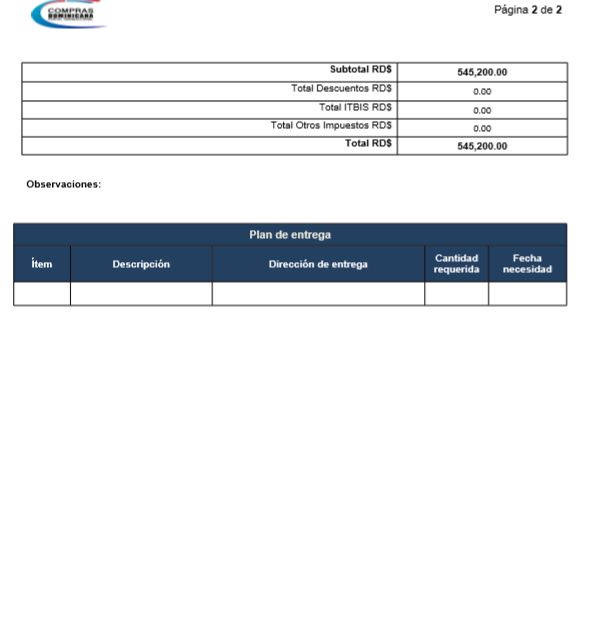 COMPRAS
DOMINICANA
Página 2 de 2
Subtotal RD$ 545,200.00
Total Descuentos RD$ 0.00
Total ITBIS RD$ 0.00
Total Otros Impuestos RD$ 0.00
Total RD$ 545,200.00
Observaciones:
Plan de entrega
Ítem Descripción Dirección de entrega Cantidad requerida Fecha necesidad